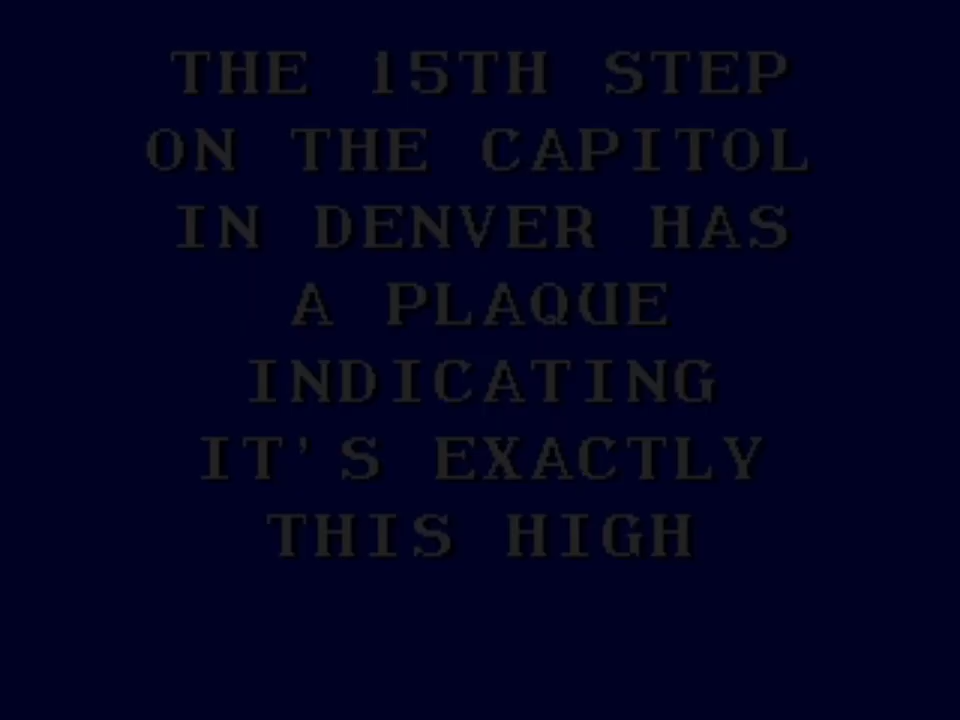 THE 15TH STEP
ON THE CAPITOL
IN DENVER HAS
A PLAQUE
INDICATING
IT'S EXACTLY
THIS HIGH